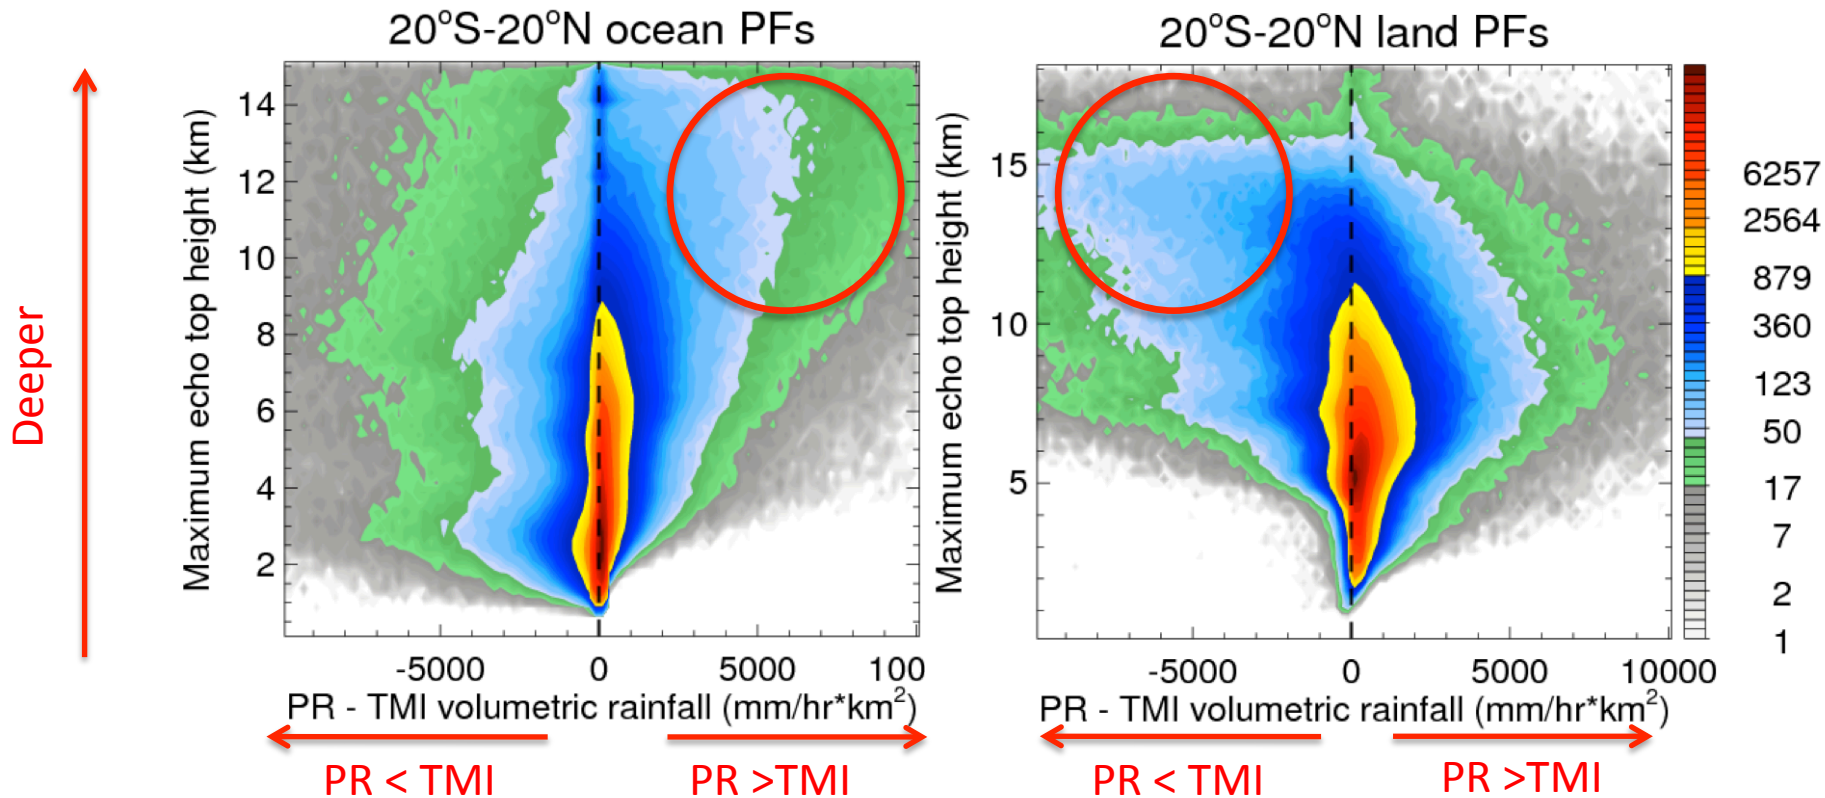 20°S-20°N ocean PFs
20°S-20°N land PFs
Deeper
Maximum echo top height (km)
14
12
10
8
6
4
2
-5000
0
5000
100
PR - TMI volumetric rainfall (mm/hr*km²)
PR < TMI
PR >TMI
Maximum echo top height (km)
15
10
5
-5000
0
5000
10000
PR - TMI volumetric rainfall (mm/hr*km²)
PR < TMI
PR >TMI
6257
2564
879
360
123
50
17
7
2
1